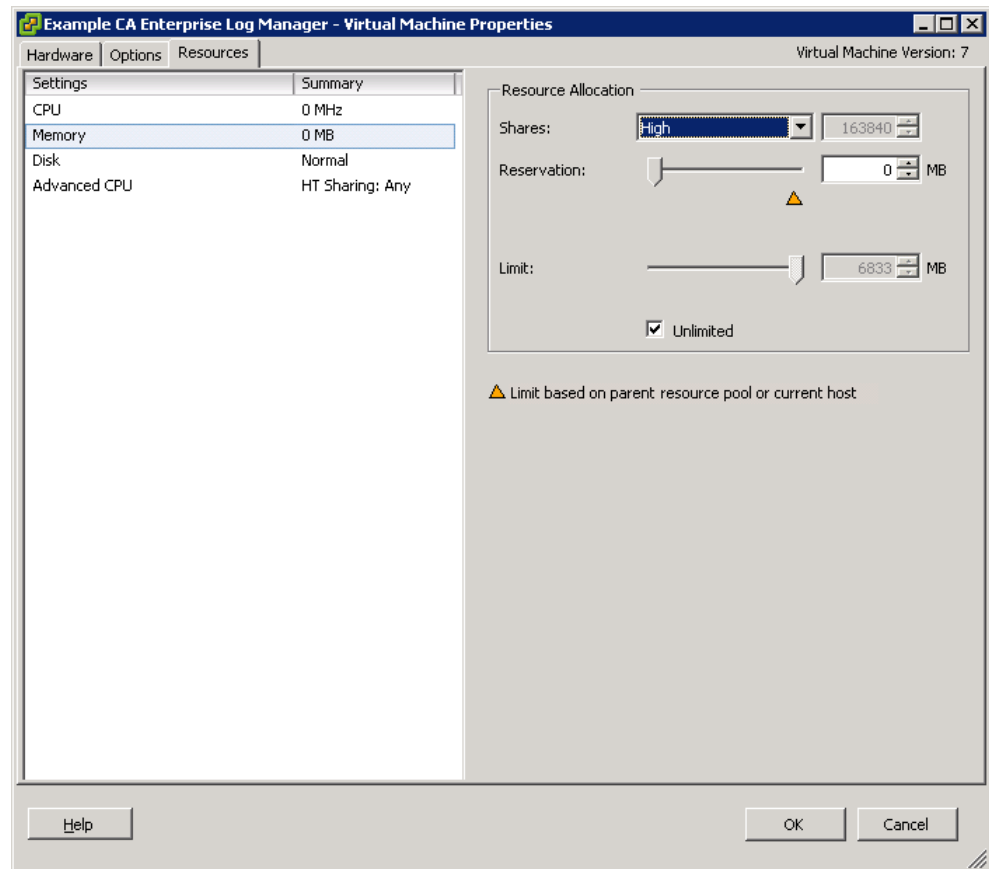 Example CA Enterprise Log Manager - Virtual Machine Properties
Hardware Options Resources Virtual Machine Version: 7
Settings Summary
CPU 0 MHz
Memory 0 MB
Disk Normal
Advanced CPU HT Sharing: Any
Resource Allocation
Shares: High 163840
Reservation: 0 MB
Limit: 6833 MB
Unlimited
Limit based on parent resource pool or current host
Help OK Cancel